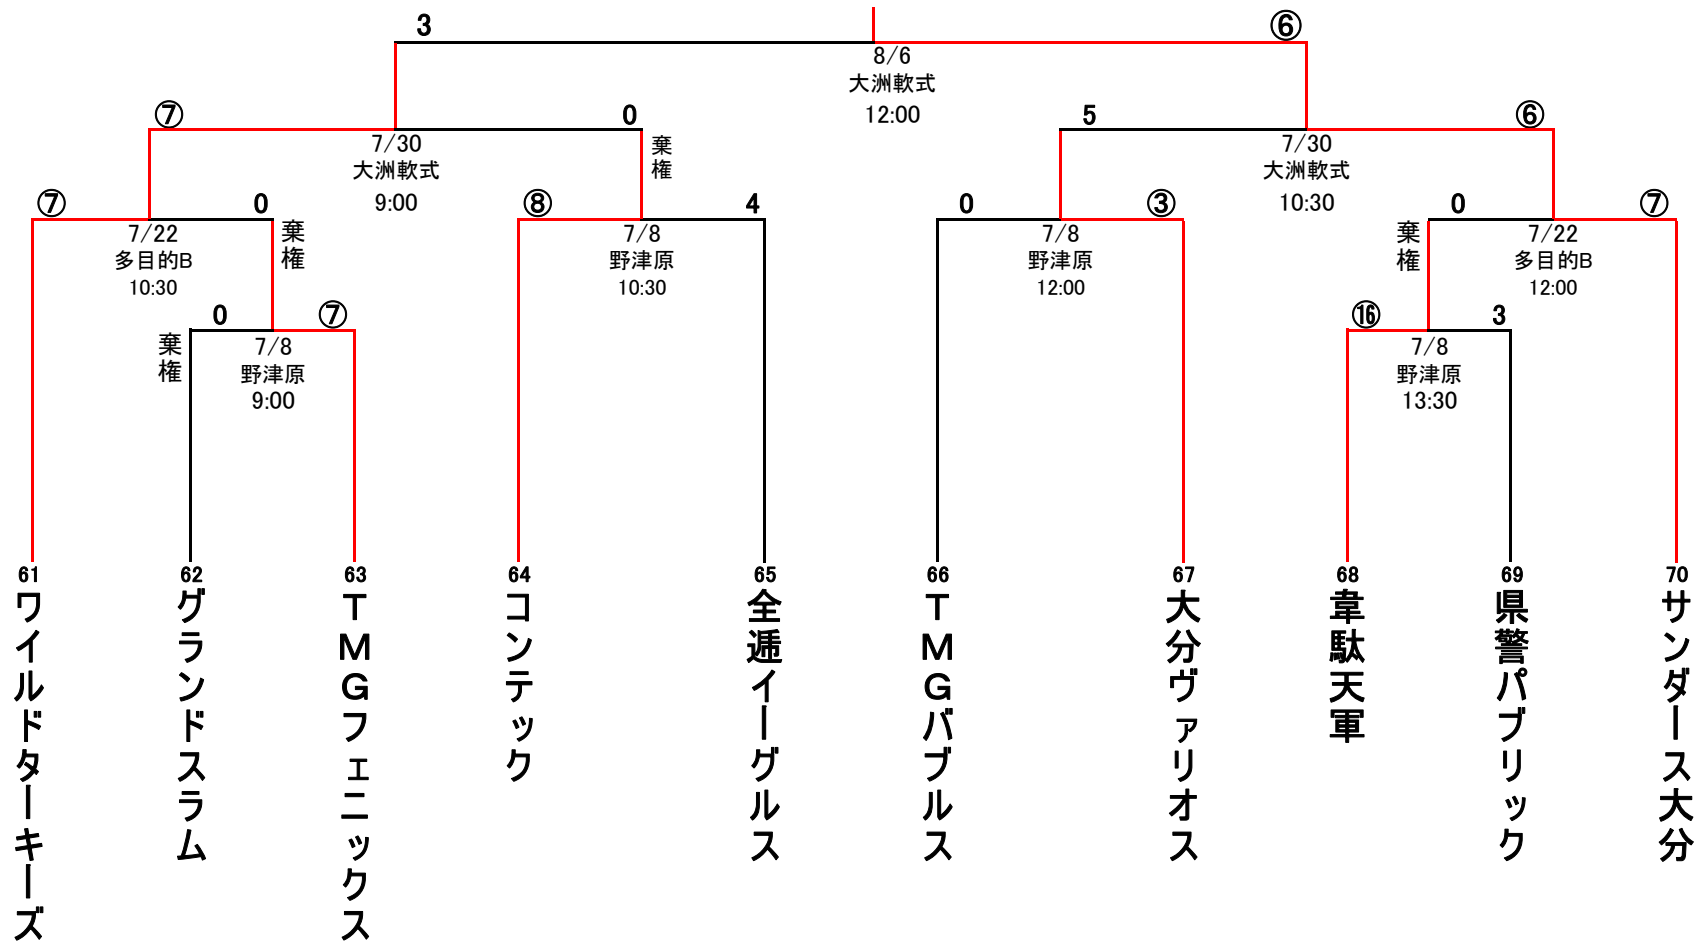 3
⑥
8/6
大洲軟式
12:00
⑦
0
棄権
7/30
大洲軟式
9:00
5
⑥
7/30
大洲軟式
10:30
⑦
0
棄権
7/22
多目的B
10:30
⑧
4
7/8
野津原
10:30
0
③
7/8
野津原
12:00
0
⑦
棄権
7/22
多目的B
12:00
0
⑦
棄権
7/8
野津原
9:00
⑯
3
7/8
野津原
13:30
61
ワイルドターキーズ
62
グランドスラム
63
TMGフェニックス
64
コンテック
65
全逓イーグルス
66
TMGバブルス
67
大分ヴァリオス
68
韋駄天軍
69
県警パブリック
70
サンダース大分